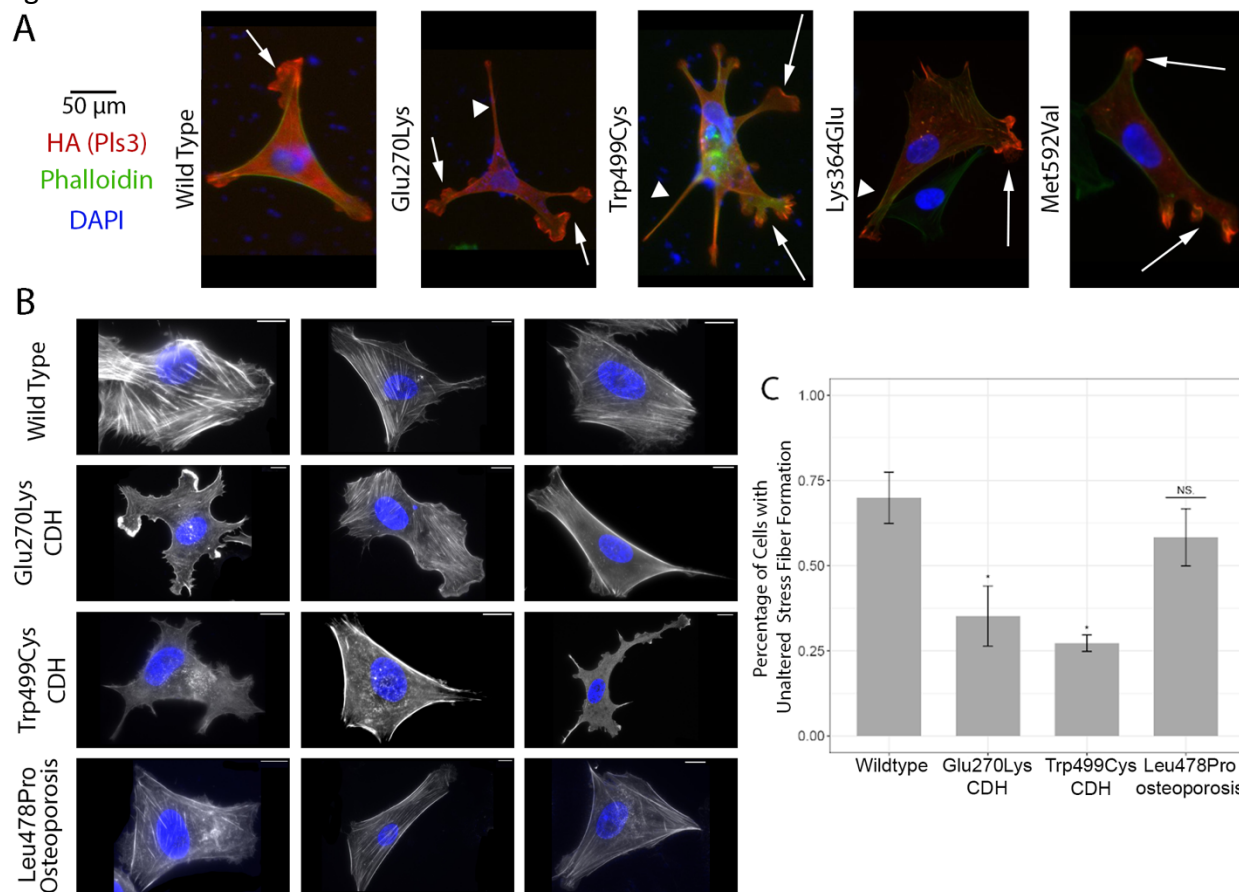 A
50 µm
HA (Pls3)
Phalloidin
DAPI
Wild Type
Glu270Lys
Trp499Cys
Lys364Glu
Met592Val
B
Wild Type
Glu270Lys
CDH
Trp499Cys
CDH
Leu478Pro
Osteoporosis
C
Percentage of Cells with
Unaltered Stress Fiber Formation
1.00
0.75
0.50
0.25
0.00
*
*
NS.
Wildtype
Glu270Lys
CDH
Trp499Cys
CDH
Leu478Pro
osteoporosis